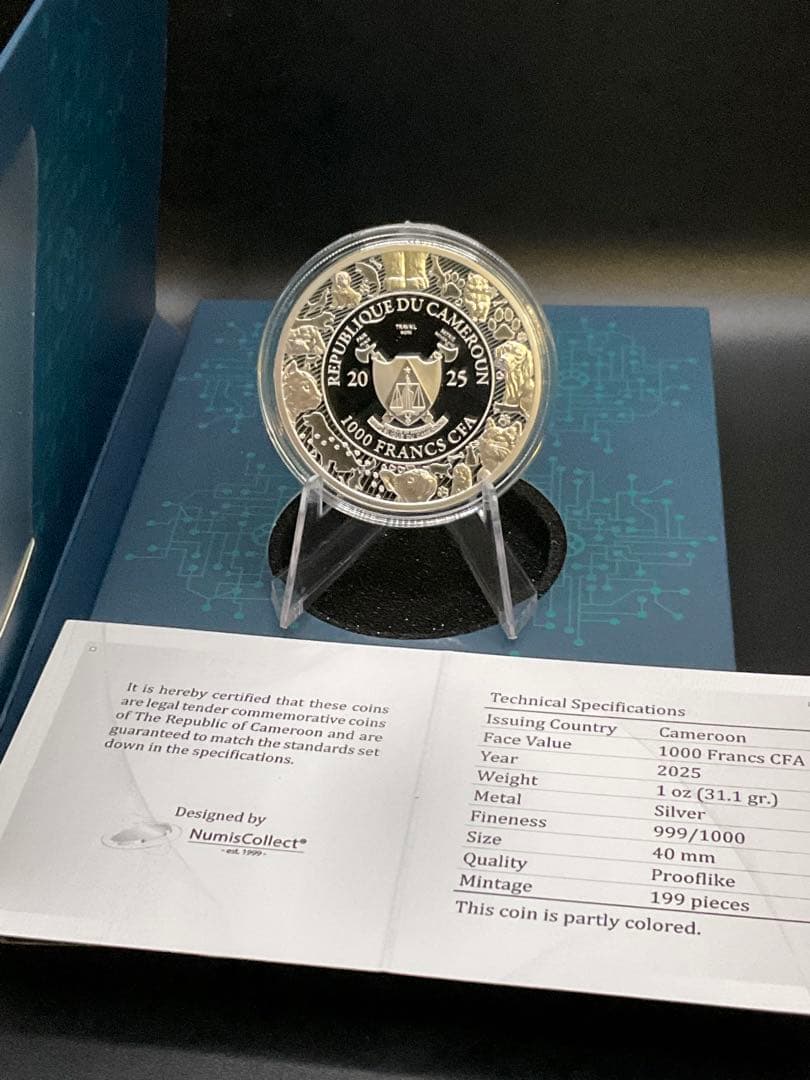 REPUBLIQUE DU CAMEROUN
TRAVAIL
PAIX
20 25
1000 FRANCS CFA
It is hereby certified that these coins
are legal tender commemorative coins
of The Republic of Cameroon and are
guaranteed to match the standards set
down in the specifications.
Designed by
NumisCollect®
- est. 1999 -
Technical Specifications
Issuing Country Cameroon
Face Value 1000 Francs CFA
Year 2025
Weight 1 oz (31.1 gr.)
Metal Silver
Fineness 999/1000
Size 40 mm
Quality Prooflike
Mintage 199 pieces
This coin is partly colored.